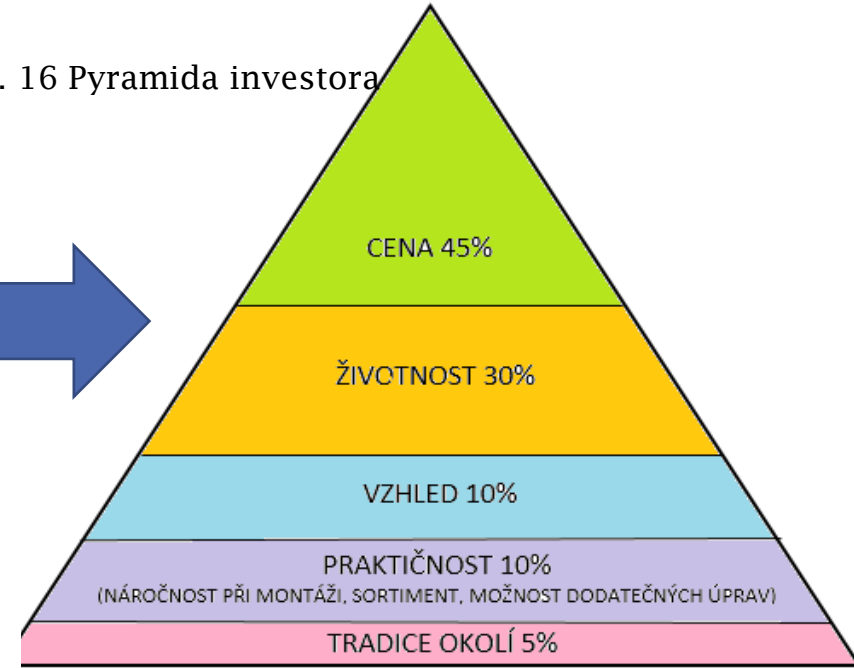 . 16 Pyramida investora
CENA 45%
ŽIVOTNOST 30%
VZHLED 10%
PRAKTIČNOST 10%
(NÁROČNOST PŘI MONTÁŽI, SORTIMENT, MOŽNOST DODATEČNÝCH ÚPRAV)
TRADICE OKOLÍ 5%